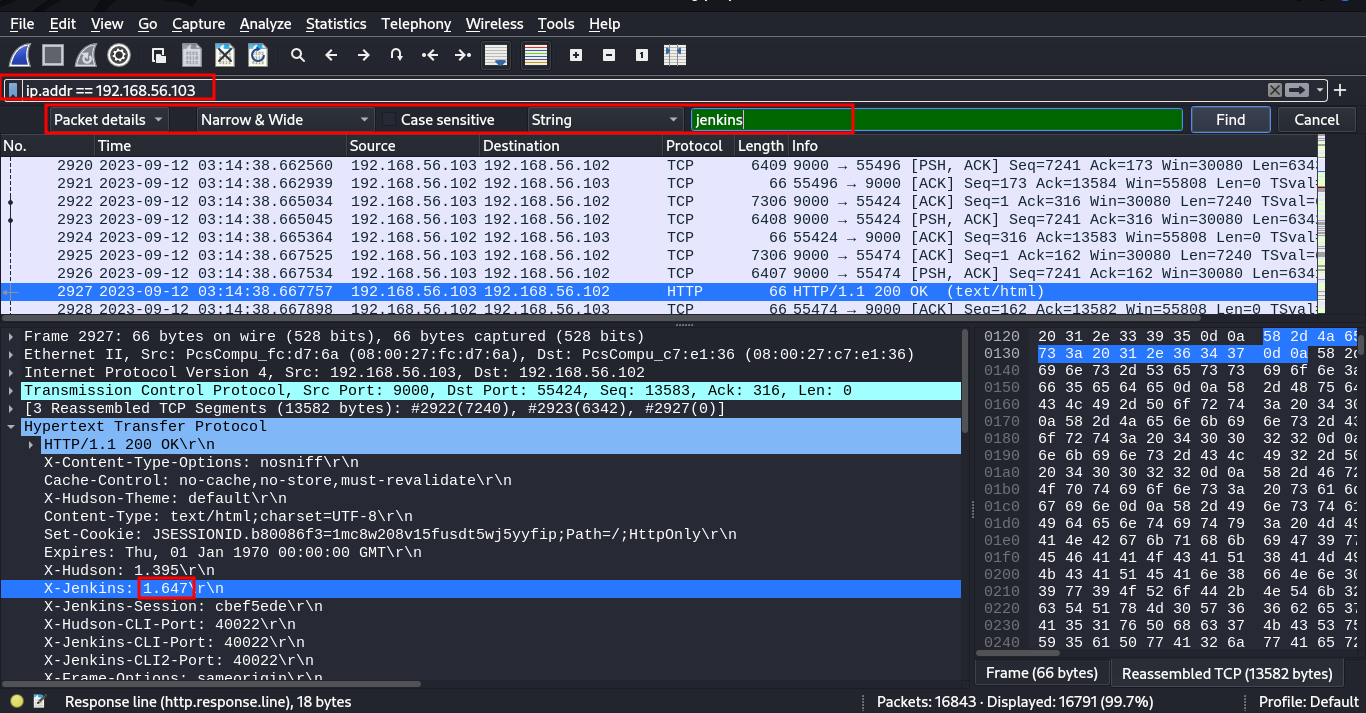 File Edit View Go Capture Analyze Statistics Telephony Wireless Tools Help
ip.addr == 192.168.56.103
Packet details Narrow & Wide Case sensitive String jenkins Find Cancel
No. Time Source Destination Protocol Length Info
2920 2023-09-12 03:14:38.662560 192.168.56.103 192.168.56.102 TCP 6409 9000 → 55496 [PSH, ACK] Seq=7241 Ack=173 Win=30080 Len=634
2921 2023-09-12 03:14:38.662939 192.168.56.102 192.168.56.103 TCP 66 55496 → 9000 [ACK] Seq=173 Ack=13584 Win=55808 Len=0 TSval
2922 2023-09-12 03:14:38.665034 192.168.56.103 192.168.56.102 TCP 7306 9000 → 55424 [ACK] Seq=1 Ack=316 Win=30080 Len=7240 TSval=
2923 2023-09-12 03:14:38.665045 192.168.56.103 192.168.56.102 TCP 6408 9000 → 55424 [PSH, ACK] Seq=7241 Ack=316 Win=30080 Len=634
2924 2023-09-12 03:14:38.665364 192.168.56.102 192.168.56.103 TCP 66 55424 → 9000 [ACK] Seq=316 Ack=13583 Win=55808 Len=0 TSval
2925 2023-09-12 03:14:38.667525 192.168.56.103 192.168.56.102 TCP 7306 9000 → 55474 [ACK] Seq=1 Ack=162 Win=30080 Len=7240 TSval=
2926 2023-09-12 03:14:38.667534 192.168.56.103 192.168.56.102 TCP 6407 9000 → 55474 [PSH, ACK] Seq=7241 Ack=162 Win=30080 Len=634
2927 2023-09-12 03:14:38.667757 192.168.56.103 192.168.56.102 HTTP 66 HTTP/1.1 200 OK (text/html)
2928 2023-09-12 03:14:38.667898 192.168.56.102 192.168.56.103 TCP 66 55474 → 9000 [ACK] Seq=162 Ack=13582 Win=55808 Len=0 TSval
Frame 2927: 66 bytes on wire (528 bits), 66 bytes captured (528 bits)
Ethernet II, Src: PcsCompu_fc:d7:6a (08:00:27:fc:d7:6a), Dst: PcsCompu_c7:e1:36 (08:00:27:c7:e1:36)
Internet Protocol Version 4, Src: 192.168.56.103, Dst: 192.168.56.102
Transmission Control Protocol, Src Port: 9000, Dst Port: 55424, Seq: 13583, Ack: 316, Len: 0
[3 Reassembled TCP Segments (13582 bytes): #2922(7240), #2923(6342), #2927(0)]
Hypertext Transfer Protocol
HTTP/1.1 200 OK\r\n
X-Content-Type-Options: nosniff\r\n
Cache-Control: no-cache,no-store,must-revalidate\r\n
X-Hudson-Theme: default\r\n
Content-Type: text/html;charset=UTF-8\r\n
Set-Cookie: JSESSIONID.b80086f3=1mc8w208v15fusdt5wj5yyfip;Path=/;HttpOnly\r\n
Expires: Thu, 01 Jan 1970 00:00:00 GMT\r\n
X-Hudson: 1.395\r\n
X-Jenkins: 1.647\r\n
X-Jenkins-Session: cbef5ede\r\n
X-Hudson-CLI-Port: 40022\r\n
X-Jenkins-CLI-Port: 40022\r\n
X-Jenkins-CLI2-Port: 40022\r\n
X-Frame-Options: sameorigin\r\n
0120 20 31 2e 33 39 35 0d 0a 58 2d 4a 65
0130 73 3a 20 31 2e 36 34 37 0d 0a 58 2d
0140 69 6e 73 2d 53 65 73 73 69 6f 6e 3a
0150 66 35 65 64 65 0d 0a 58 2d 48 75 64
0160 43 4c 49 2d 50 6f 72 74 3a 20 34 30
0170 0a 58 2d 4a 65 6e 6b 69 6e 73 2d 43
0180 6f 72 74 3a 20 34 30 30 32 32 0d 0a
0190 6e 6b 69 6e 73 2d 43 4c 49 32 2d 50
01a0 20 34 30 30 32 32 0d 0a 58 2d 46 72
01b0 4f 70 74 69 6f 6e 73 3a 20 73 61 6d
01c0 67 69 6e 0d 0a 58 2d 49 6e 73 74 61
01d0 49 64 65 6e 74 69 74 79 3a 20 4d 49
01e0 41 4e 42 67 6b 71 68 6b 69 47 39 77
01f0 45 46 41 41 4f 43 41 51 38 41 4d 49
0200 4b 43 41 51 45 41 6e 38 66 4e 6e 30
0210 39 77 39 4f 52 6f 44 2b 4e 54 6b 32
0220 63 54 51 78 4d 30 57 36 36 62 65 37
0230 41 35 31 76 50 68 63 37 4b 43 53 75
0240 59 35 61 50 77 41 32 6a 77 41 65 72
Frame (66 bytes) Reassembled TCP (13582 bytes)
Response line (http.response.line), 18 bytes Packets: 16843 · Displayed: 16791 (99.7%) Profile: Default